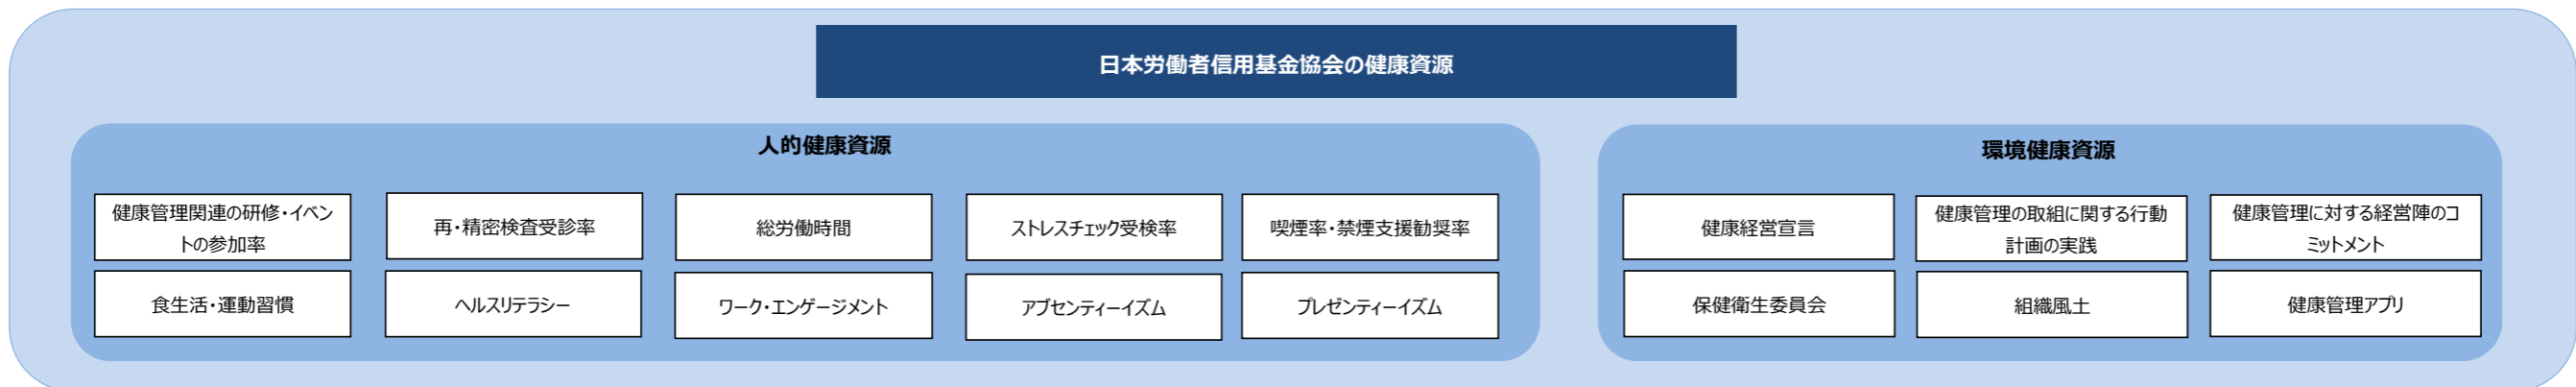 日本労働者信用基金協会の健康資源
人的健康資源
健康管理関連の研修・イベン
トの参加率
再・精密検査受診率
総労働時間
ストレスチェック受検率
喫煙率・禁煙支援勧奨率
食生活・運動習慣
ヘルスリテラシー
ワーク・エンゲージメント
アブセンティーイズム
プレゼンティーイズム
環境健康資源
健康経営宣言
健康管理の取組に関する行動
計画の実践
健康管理に対する経営陣のコ
ミットメント
保健衛生委員会
組織風土
健康管理アプリ